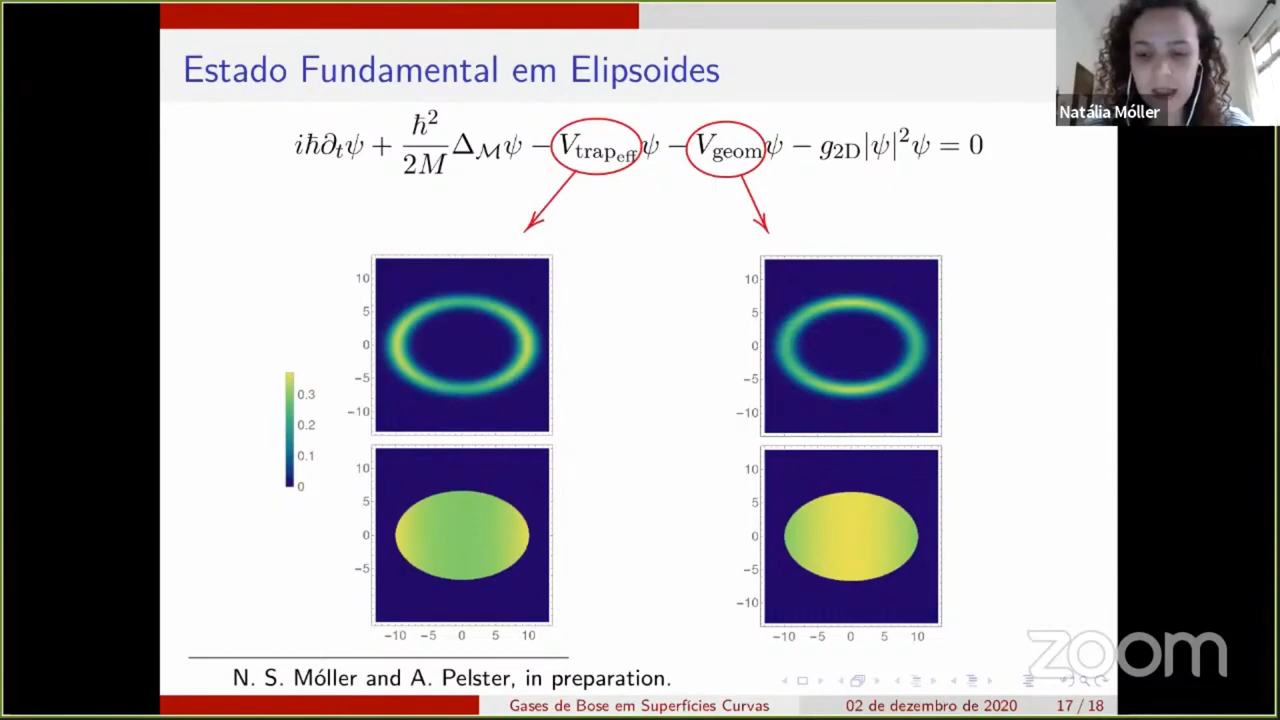 Estado Fundamental em Elipsoides
Natália Móller
iħ∂ₜψ + ħ²/2M Δ_ℳψ − V_trap_eff ψ − V_geom ψ − g_2D|ψ|²ψ = 0
10
5
0
−5
−10
10
5
0
−5
−10
0.3
0.2
0.1
0
10
5
0
−5
−10 −5 0 5 10
10
5
0
−5
−10
−10 −5 0 5 10
zoom
N. S. Móller and A. Pelster, in preparation.
Gases de Bose em Superfícies Curvas 02 de dezembro de 2020 17 / 18